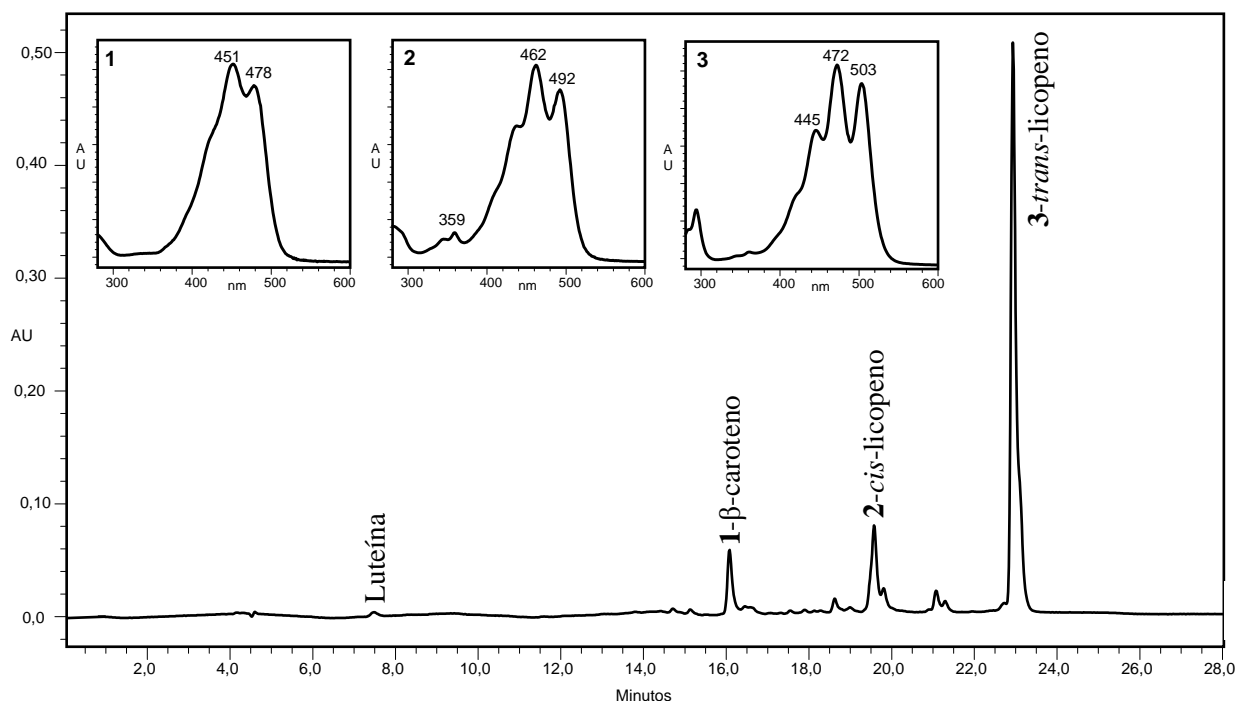 1
451
478
AU
300
400
nm
500
600
2
462
492
359
AU
300
400
nm
500
600
3
472
503
445
AU
300
400
nm
500
600
0,50
0,40
0,30
AU
0,20
0,10
0,0
Luteína
1-β-caroteno
2-cis-licopeno
3-trans-licopeno
2,0 4,0 6,0 8,0 10,0 12,0 14,0 16,0 18,0 20,0 22,0 24,0 26,0 28,0
Minutos